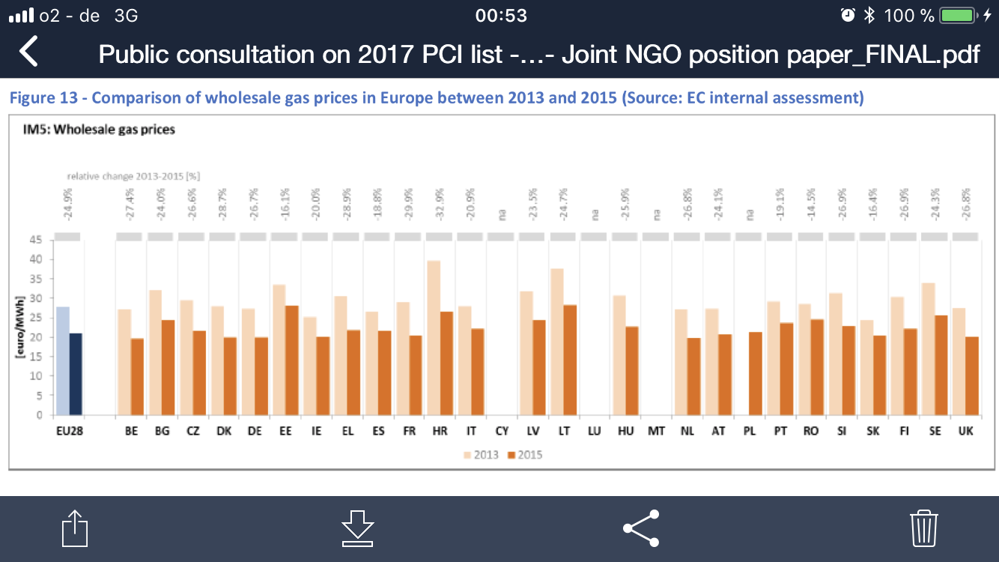 o2 - de 3G 00:53 100 %
Public consultation on 2017 PCI list -...- Joint NGO position paper_FINAL.pdf
Figure 13 - Comparison of wholesale gas prices in Europe between 2013 and 2015 (Source: EC internal assessment)
IM5: Wholesale gas prices
relative change 2013-2015 [%]
-24.9% -27.4% -24.0% -26.6% -28.7% -26.7% -16.1% -20.0% -28.9% -18.8% -29.9% -32.9% -20.9% na -23.5% -24.7% na -25.9% na -26.8% -24.1% na -19.1% -14.5% -26.9% -16.4% -26.9% -24.3% -26.8%
[euro/MWh]
45
40
35
30
25
20
15
10
5
0
EU28 BE BG CZ DK DE EE IE EL ES FR HR IT CY LV LT LU HU MT NL AT PL PT RO SI SK FI SE UK
2013 2015